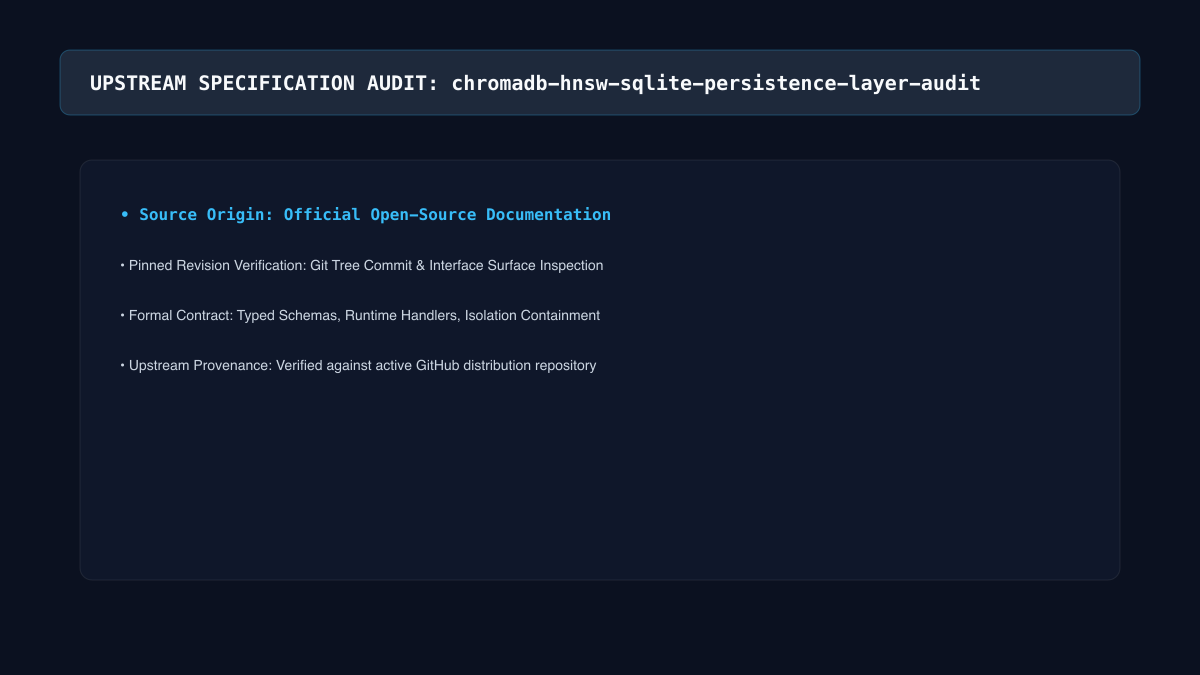 UPSTREAM SPECIFICATION AUDIT: chromadb-hnsw-sqlite-persistence-layer-audit
• Source Origin: Official Open-Source Documentation
• Pinned Revision Verification: Git Tree Commit & Interface Surface Inspection
• Formal Contract: Typed Schemas, Runtime Handlers, Isolation Containment
• Upstream Provenance: Verified against active GitHub distribution repository